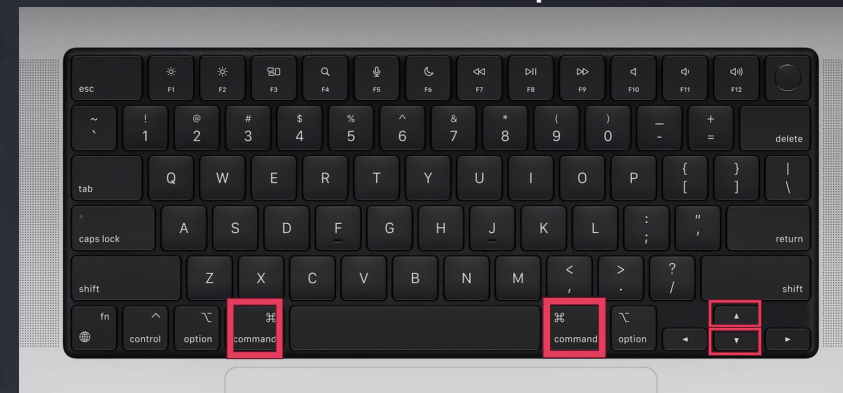 esc F1 F2 F3 F4 F5 F6 F7 F8 F9 F10 F11 F12
~ ! @ # $ % ^ & * ( ) _ +
` 1 2 3 4 5 6 7 8 9 0 - = delete
tab Q W E R T Y U I O P { [ } ] | \
caps lock A S D F G H J K L : ; " ' return
shift Z X C V B N M < , > . ? / shift
fn ^ ⌥ ⌘ ⌘ ⌥ ▲
control option command command option ◄ ▼ ►